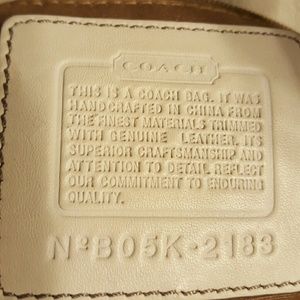 COACH
THIS IS A COACH BAG. IT WAS
HANDCRAFTED IN CHINA FROM
THE FINEST MATERIALS TRIMMED
WITH GENUINE LEATHER. ITS
SUPERIOR CRAFTSMANSHIP AND
ATTENTION TO DETAIL REFLECT
OUR COMMITMENT TO ENDURING
QUALITY.
Nº B05K-2183